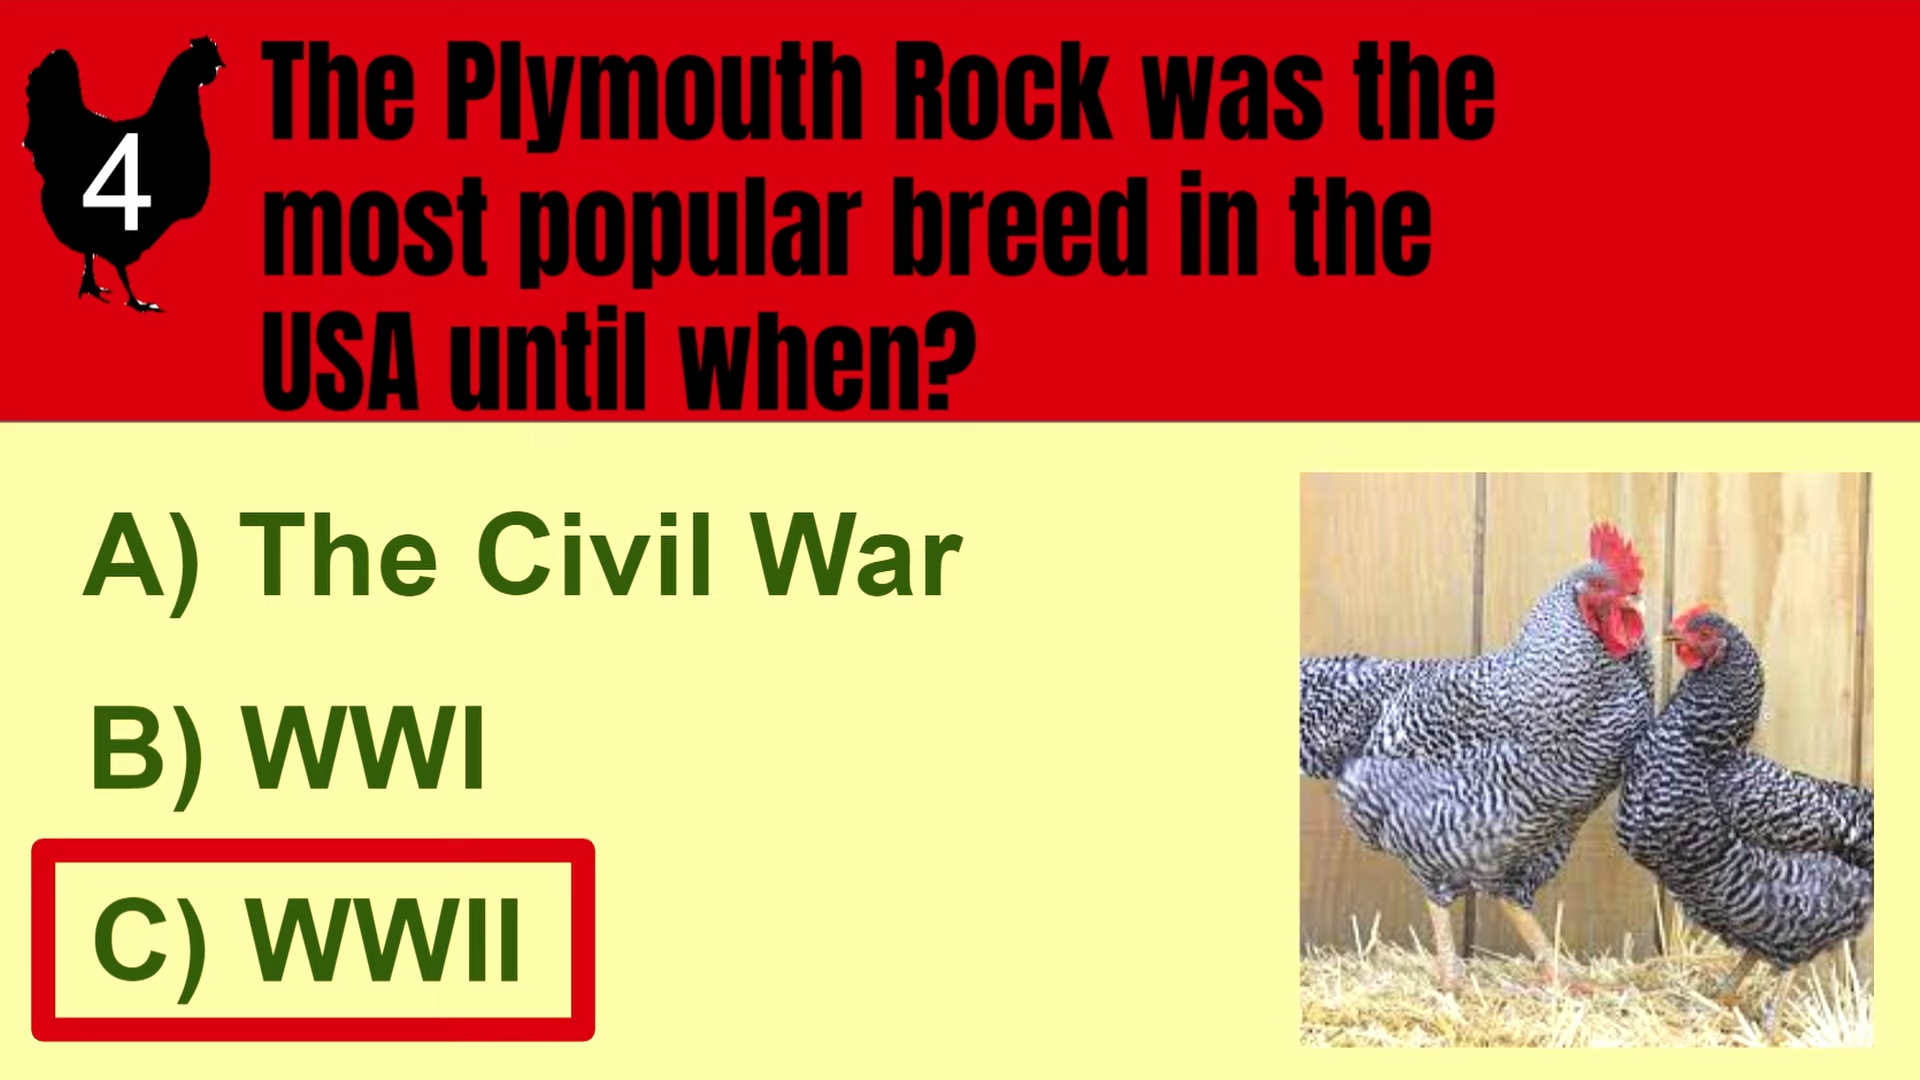 4
The Plymouth Rock was the
most popular breed in the
USA until when?
A) The Civil War
B) WWI
C) WWII